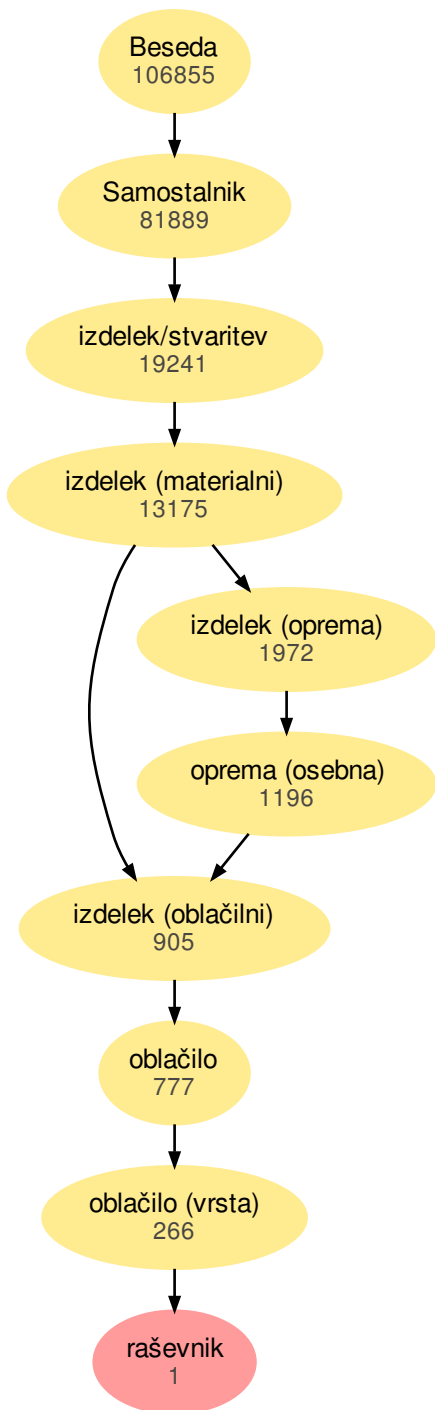 Beseda
106855
Samostalnik
81889
izdelek/stvaritev
19241
izdelek (materialni)
13175
izdelek (oprema)
1972
oprema (osebna)
1196
izdelek (oblačilni)
905
oblačilo
777
oblačilo (vrsta)
266
raševnik
1